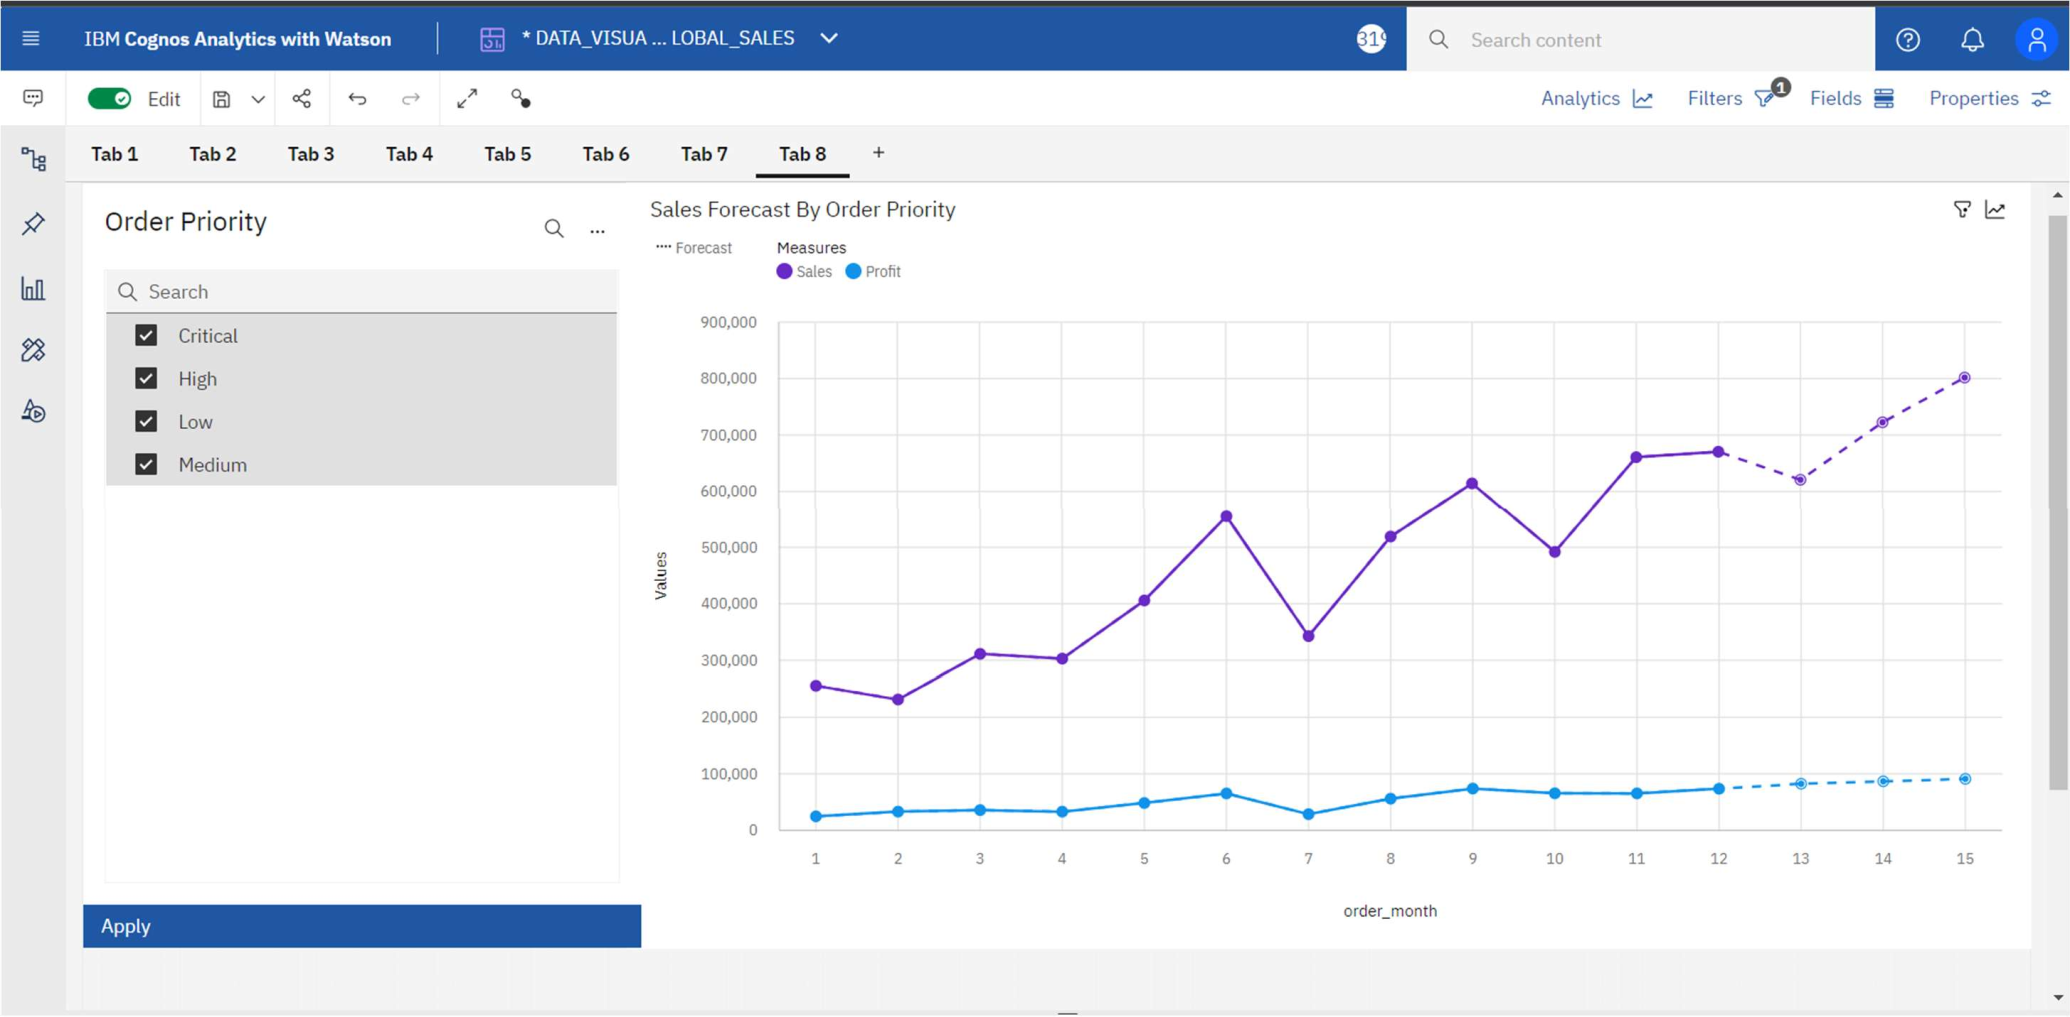 IBM Cognos Analytics with Watson
* DATA_VISUA ... LOBAL_SALES
Search content
Edit
Analytics
Filters
1
Fields
Properties
Tab 1
Tab 2
Tab 3
Tab 4
Tab 5
Tab 6
Tab 7
Tab 8
+
Order Priority
...
Search
Critical
High
Low
Medium
Apply
Sales Forecast By Order Priority
Forecast
Measures
Sales
Profit
900,000
800,000
700,000
600,000
500,000
400,000
300,000
200,000
100,000
0
Values
1
2
3
4
5
6
7
8
9
10
11
12
13
14
15
order_month